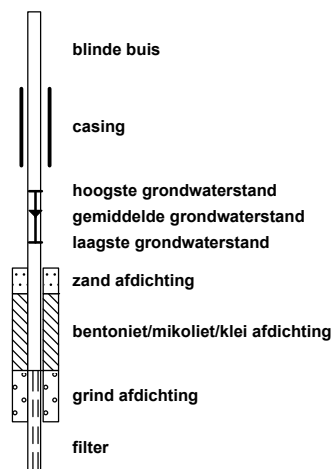 blinde buis
casing
hoogste grondwaterstand
gemiddelde grondwaterstand
laagste grondwaterstand
zand afdichting
bentoniet/mikoliet/klei afdichting
grind afdichting
filter